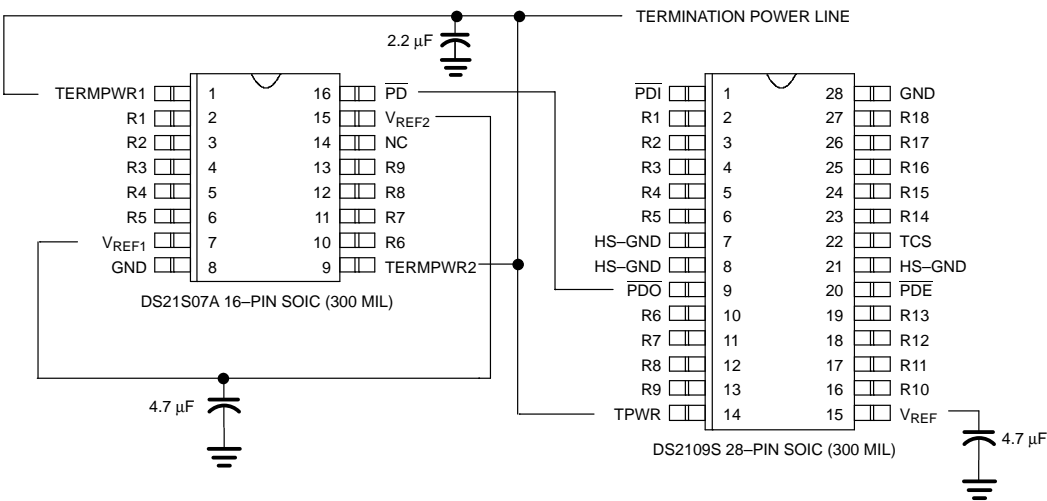 TERMINATION POWER LINE
2.2 μF
TERMPWR1 1 16 PD
R1 2 15 VREF2
R2 3 14 NC
R3 4 13 R9
R4 5 12 R8
R5 6 11 R7
VREF1 7 10 R6
GND 8 9 TERMPWR2
DS21S07A 16–PIN SOIC (300 MIL)
4.7 μF
PDI 1 28 GND
R1 2 27 R18
R2 3 26 R17
R3 4 25 R16
R4 5 24 R15
R5 6 23 R14
HS–GND 7 22 TCS
HS–GND 8 21 HS–GND
PDO 9 20 PDE
R6 10 19 R13
R7 11 18 R12
R8 12 17 R11
R9 13 16 R10
TPWR 14 15 VREF
DS2109S 28–PIN SOIC (300 MIL)
4.7 μF